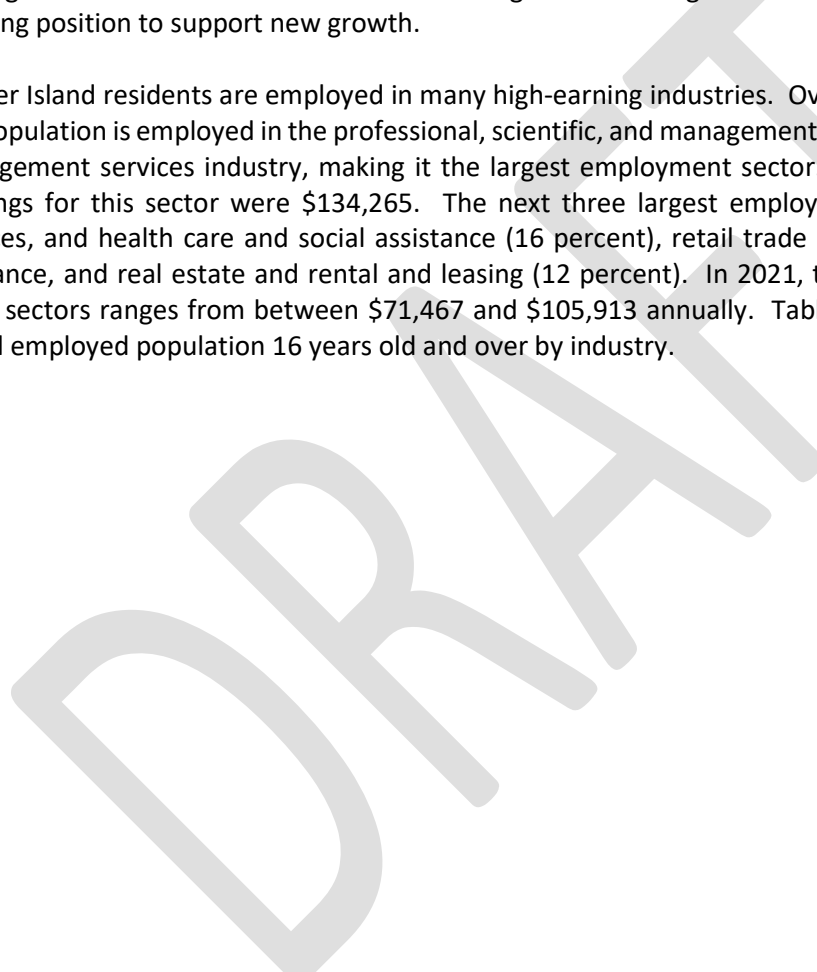 ng position to support new growth.
er Island residents are employed in many high-earning industries. Ov
opulation is employed in the professional, scientific, and management
gement services industry, making it the largest employment sector
ngs for this sector were $134,265. The next three largest employ
es, and health care and social assistance (16 percent), retail trade
ance, and real estate and rental and leasing (12 percent). In 2021, t
sectors ranges from between $71,467 and $105,913 annually. Tabl
employed population 16 years old and over by industry.
DRAFT